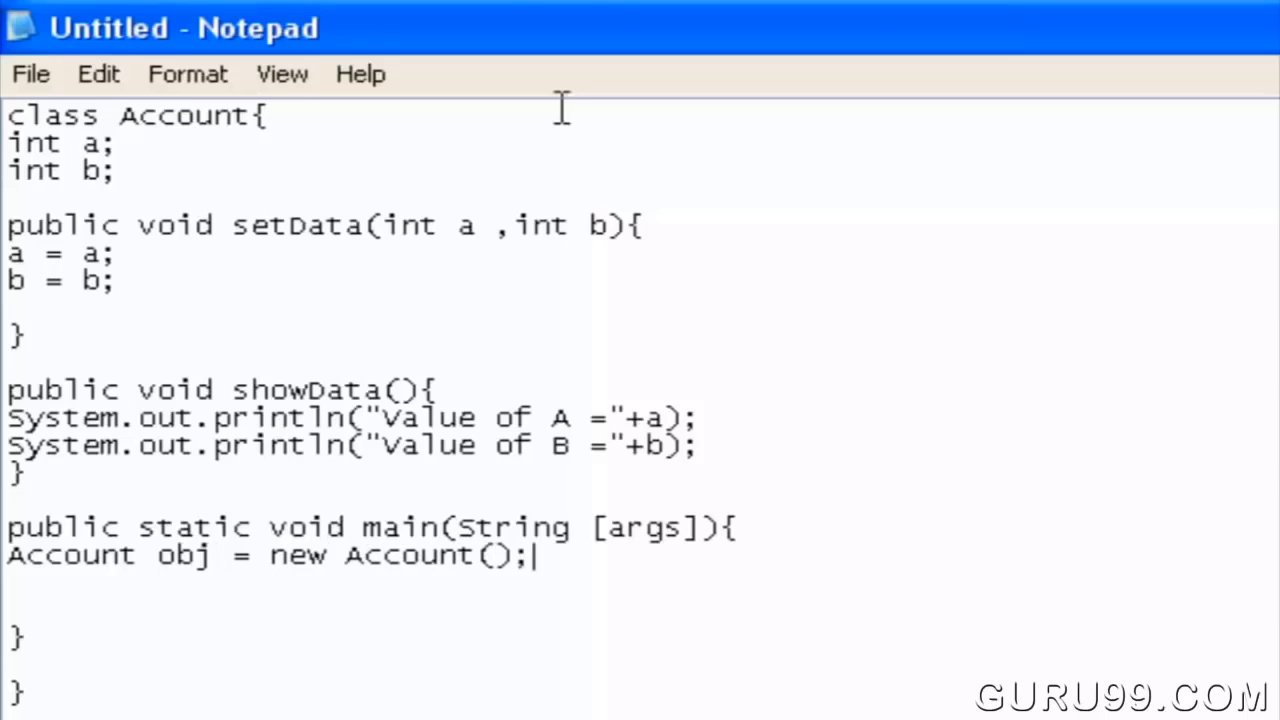 Untitled - Notepad
File Edit Format View Help
class Account{
int a;
int b;
public void setData(int a ,int b){
a = a;
b = b;
}
public void showData(){
System.out.println("Value of A ="+a);
System.out.println("Value of B ="+b);
}
public static void main(String [args]){
Account obj = new Account();
}
}
GURU99.COM